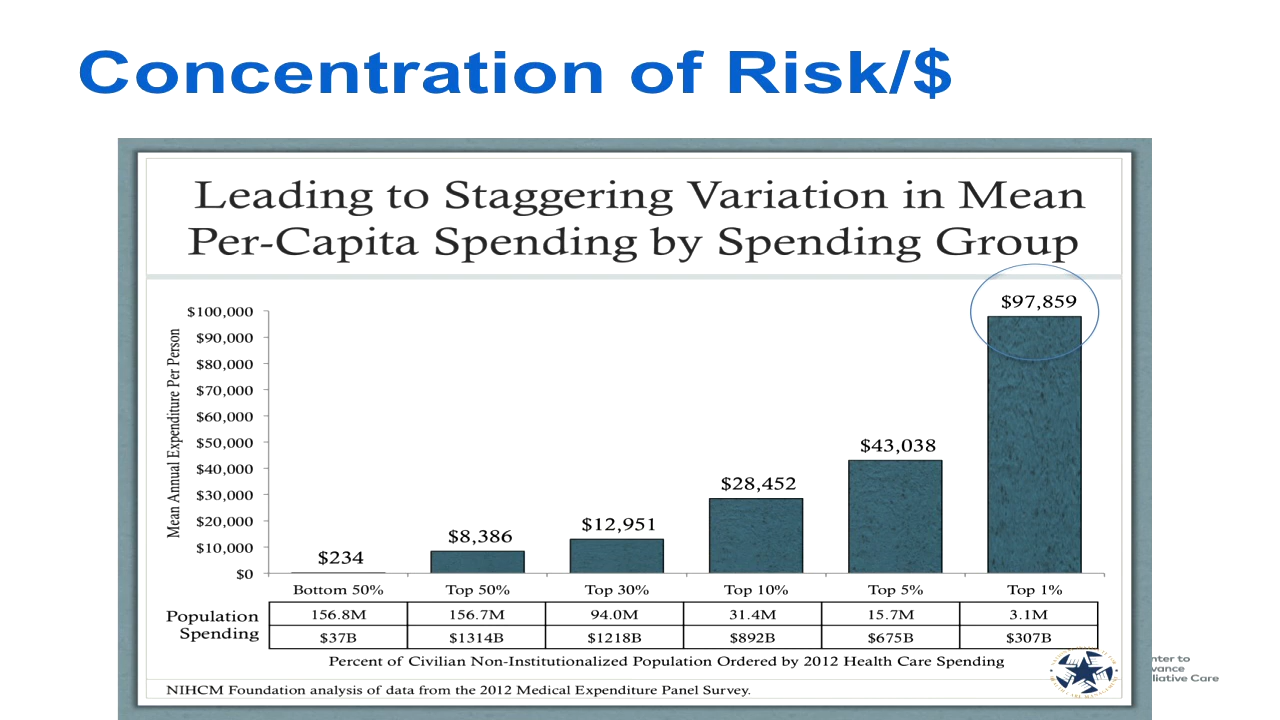 Concentration of Risk/$
Leading to Staggering Variation in Mean
Per-Capita Spending by Spending Group
Mean Annual Expenditure Per Person
$100,000
$90,000
$80,000
$70,000
$60,000
$50,000
$40,000
$30,000
$20,000
$10,000
$0
$234
$8,386
$12,951
$28,452
$43,038
$97,859
Bottom 50% Top 50% Top 30% Top 10% Top 5% Top 1%
Population 156.8M 156.7M 94.0M 31.4M 15.7M 3.1M
Spending $37B $1314B $1218B $892B $675B $307B
Percent of Civilian Non-Institutionalized Population Ordered by 2012 Health Care Spending
NIHCM Foundation analysis of data from the 2012 Medical Expenditure Panel Survey.
nter to
vance
lliative Care